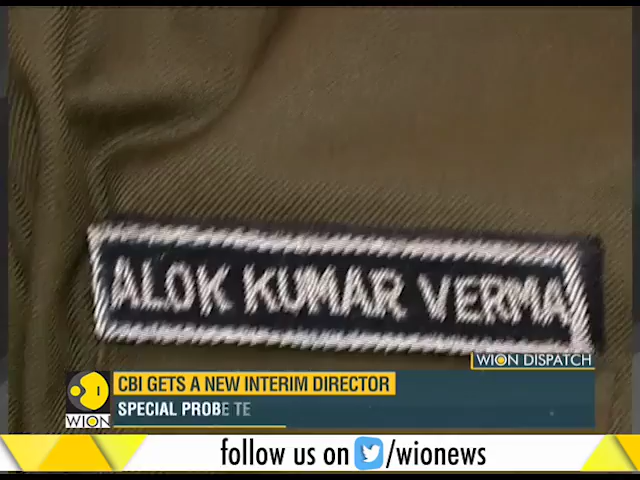 ALOK KUMAR VERMA
WION DISPATCH
CBI GETS A NEW INTERIM DIRECTOR
SPECIAL PROBE TE
WION
follow us on /wionews